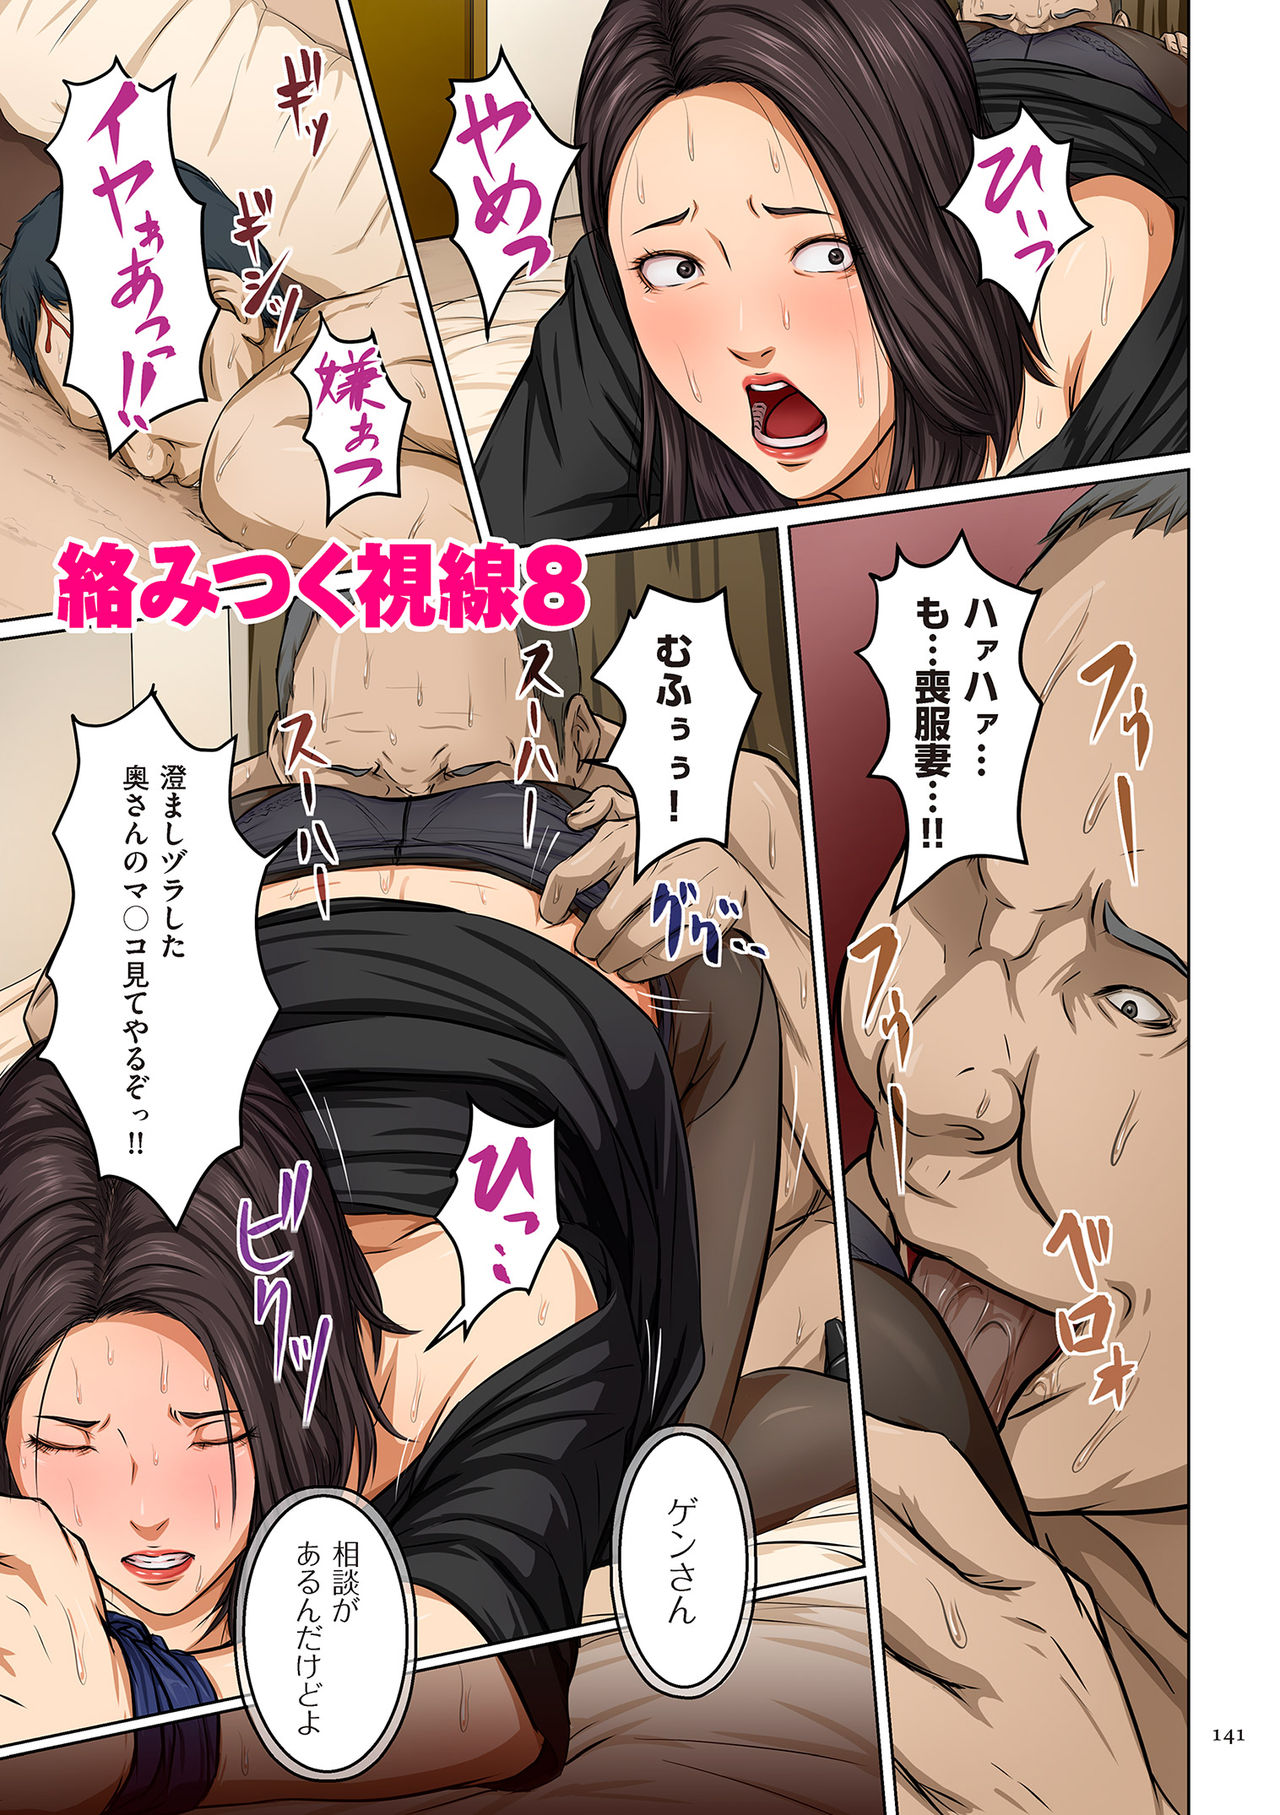 ひぃっ
やめっ
ギッ
ギシッ
イヤぁあっ!!
嫌ぁっ
絡みつく視線8
ハァハァ…
も…喪服妻…!!
フゥー
フゥー
ベロォ
むふぅぅ!
スーハー
スーハー
ググ…
澄ましヅラした
奥さんのマ〇コ見てやるぞっ!!
ひっ…
ビクッ
ゲンさん
相談が
あるんだけどよ
141